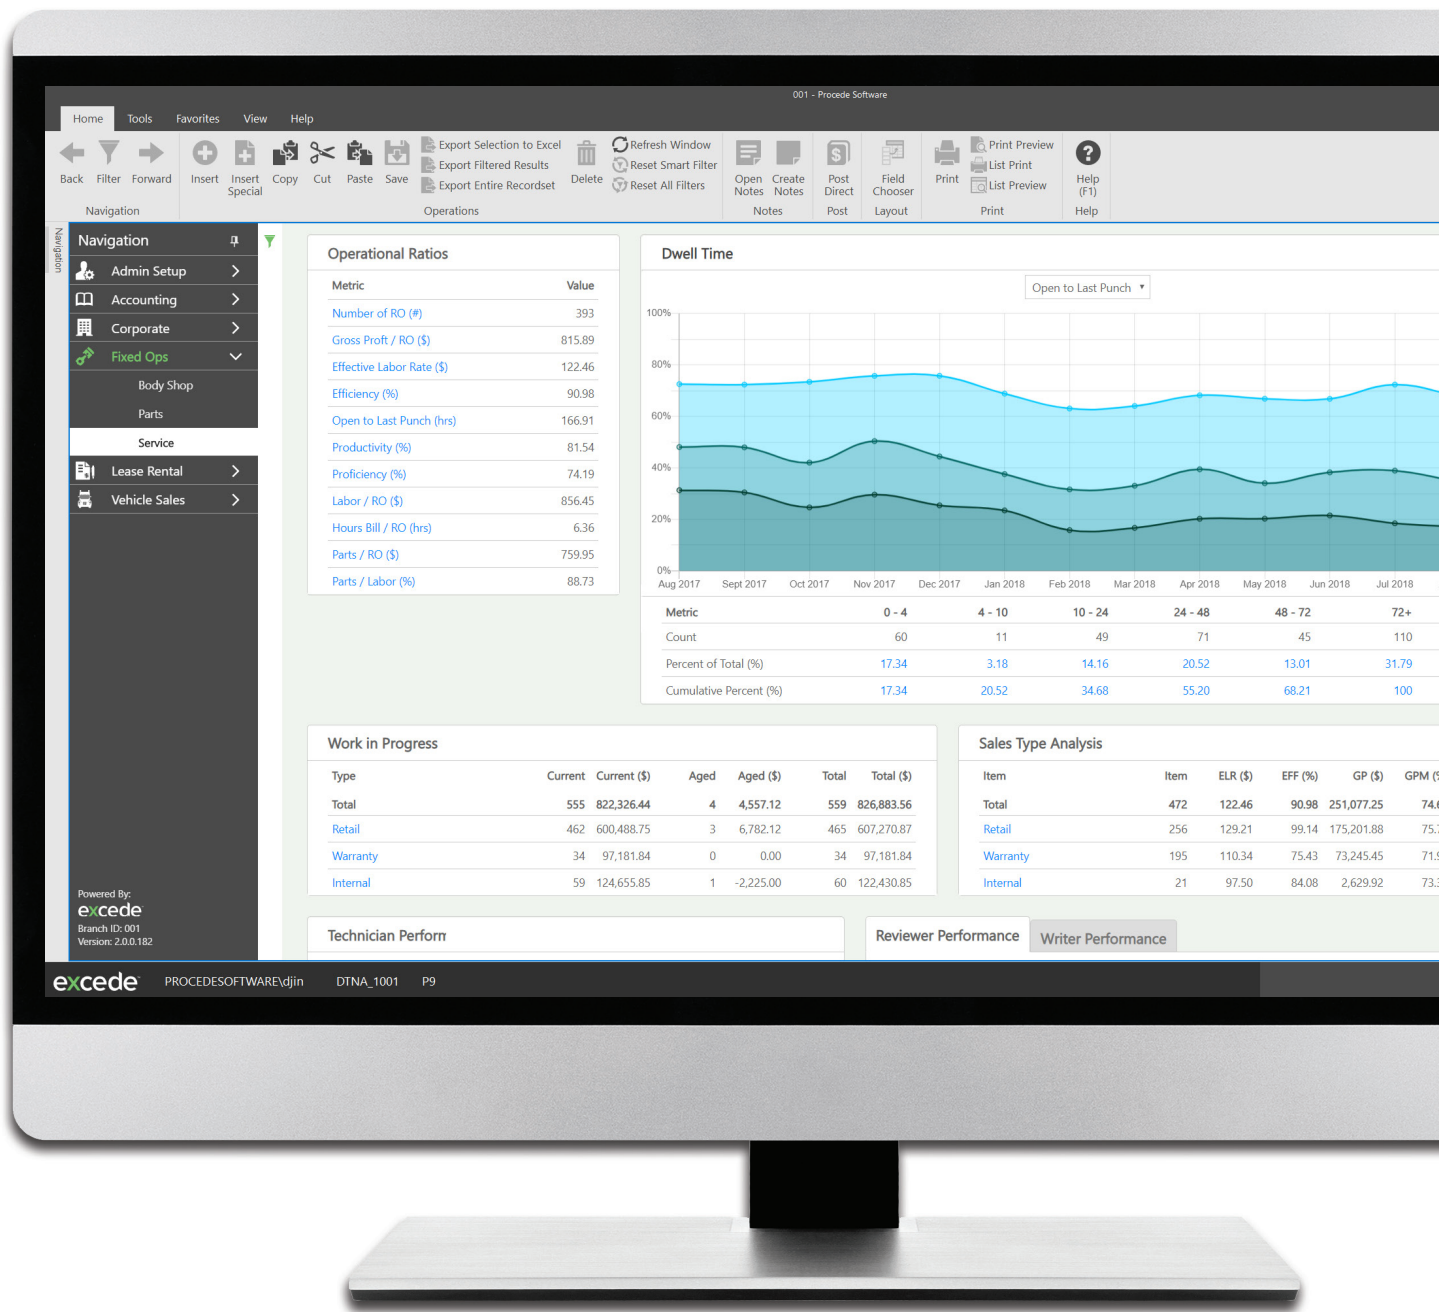 001 - Procede Software
Home Tools Favorites View Help
Back Filter Forward
Navigation
Insert Insert Special Copy Cut Paste Save
Export Selection to Excel
Export Filtered Results
Export Entire Recordset
Delete
Refresh Window
Reset Smart Filter
Reset All Filters
Operations
Open Notes Create Notes
Notes
Post Direct
Post
Field Chooser
Layout
Print
Print Preview
List Print
List Preview
Print
Help (F1)
Help
Navigation
Navigation
Admin Setup
Accounting
Corporate
Fixed Ops
Body Shop
Parts
Service
Lease Rental
Vehicle Sales
Powered By:
excede
Branch ID: 001
Version: 2.0.0.182
Operational Ratios
Metric Value
Number of RO (#) 393
Gross Proft / RO ($) 815.89
Effective Labor Rate ($) 122.46
Efficiency (%) 90.98
Open to Last Punch (hrs) 166.91
Productivity (%) 81.54
Proficiency (%) 74.19
Labor / RO ($) 856.45
Hours Bill / RO (hrs) 6.36
Parts / RO ($) 759.95
Parts / Labor (%) 88.73
Dwell Time
Open to Last Punch
100%
80%
60%
40%
20%
0%
Aug 2017 Sept 2017 Oct 2017 Nov 2017 Dec 2017 Jan 2018 Feb 2018 Mar 2018 Apr 2018 May 2018 Jun 2018 Jul 2018
Metric 0 - 4 4 - 10 10 - 24 24 - 48 48 - 72 72+
Count 60 11 49 71 45 110
Percent of Total (%) 17.34 3.18 14.16 20.52 13.01 31.79
Cumulative Percent (%) 17.34 20.52 34.68 55.20 68.21 100
Work in Progress
Type Current Current ($) Aged Aged ($) Total Total ($)
Total 555 822,326.44 4 4,557.12 559 826,883.56
Retail 462 600,488.75 3 6,782.12 465 607,270.87
Warranty 34 97,181.84 0 0.00 34 97,181.84
Internal 59 124,655.85 1 -2,225.00 60 122,430.85
Sales Type Analysis
Item Item ELR ($) EFF (%) GP ($) GPM (
Total 472 122.46 90.98 251,077.25 74.
Retail 256 129.21 99.14 175,201.88 75.
Warranty 195 110.34 75.43 73,245.45 71.
Internal 21 97.50 84.08 2,629.92 73.
Technician Perform
Reviewer Performance Writer Performance
excede PROCEDESOFTWARE\djin DTNA_1001 P9